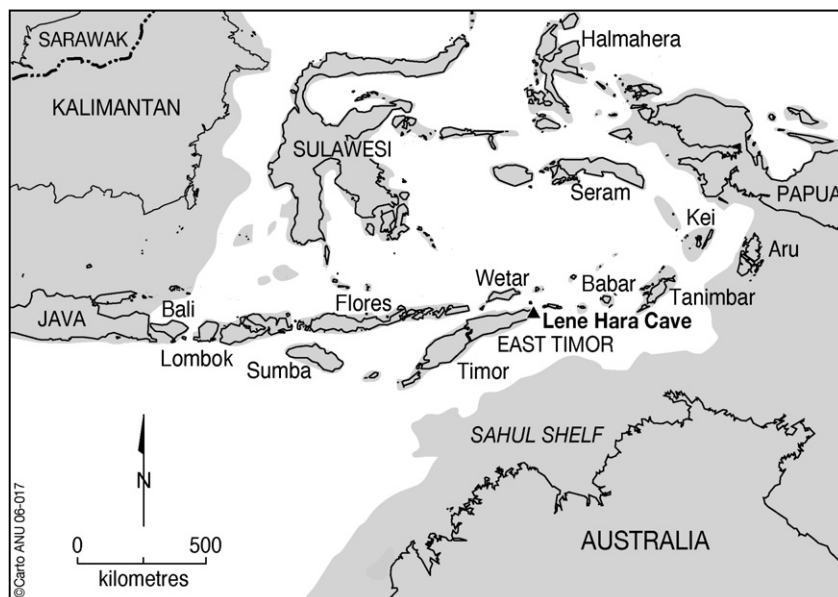 SARAWAK
Halmahera
KALIMANTAN
SULAWESI
Seram
PAPUA
Kei
Aru
Wetar
Babar
Tanimbar
Bali
Flores
JAVA
Lene Hara Cave
Lombok
EAST TIMOR
Sumba
Timor
SAHUL SHELF
N
AUSTRALIA
0 500
kilometres
©Carto ANU 06-017